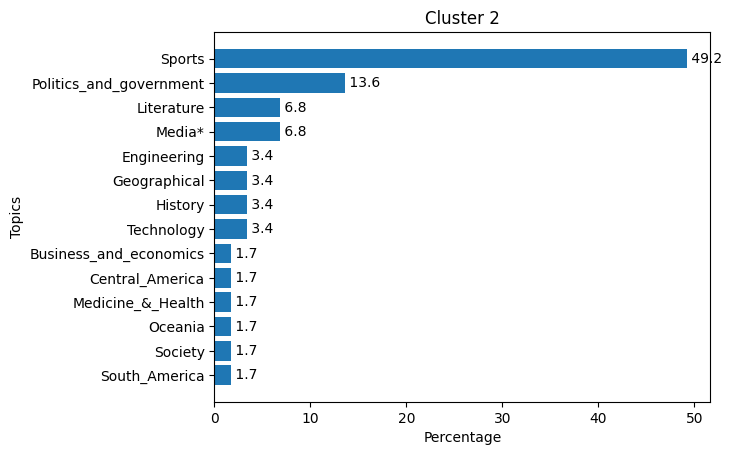 Cluster 2
Topics
Sports 49.2
Politics_and_government 13.6
Literature 6.8
Media* 6.8
Engineering 3.4
Geographical 3.4
History 3.4
Technology 3.4
Business_and_economics 1.7
Central_America 1.7
Medicine_&_Health 1.7
Oceania 1.7
Society 1.7
South_America 1.7
0 10 20 30 40 50
Percentage